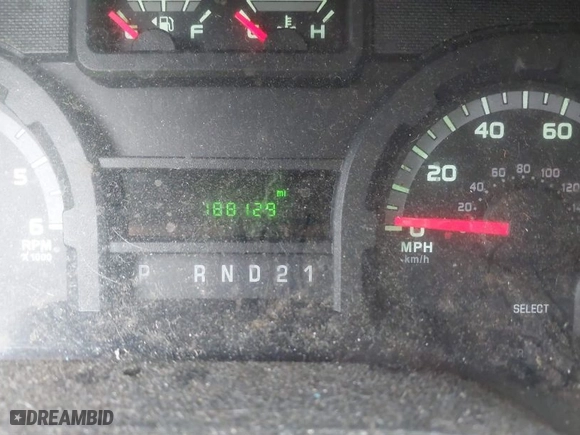 F
C H
5
6
RPM
X1000
188129 mi
P R N D 2 1
0 20 40 60
20 40 60 80 100 120
MPH
km/h
SELECT
DREAMBID